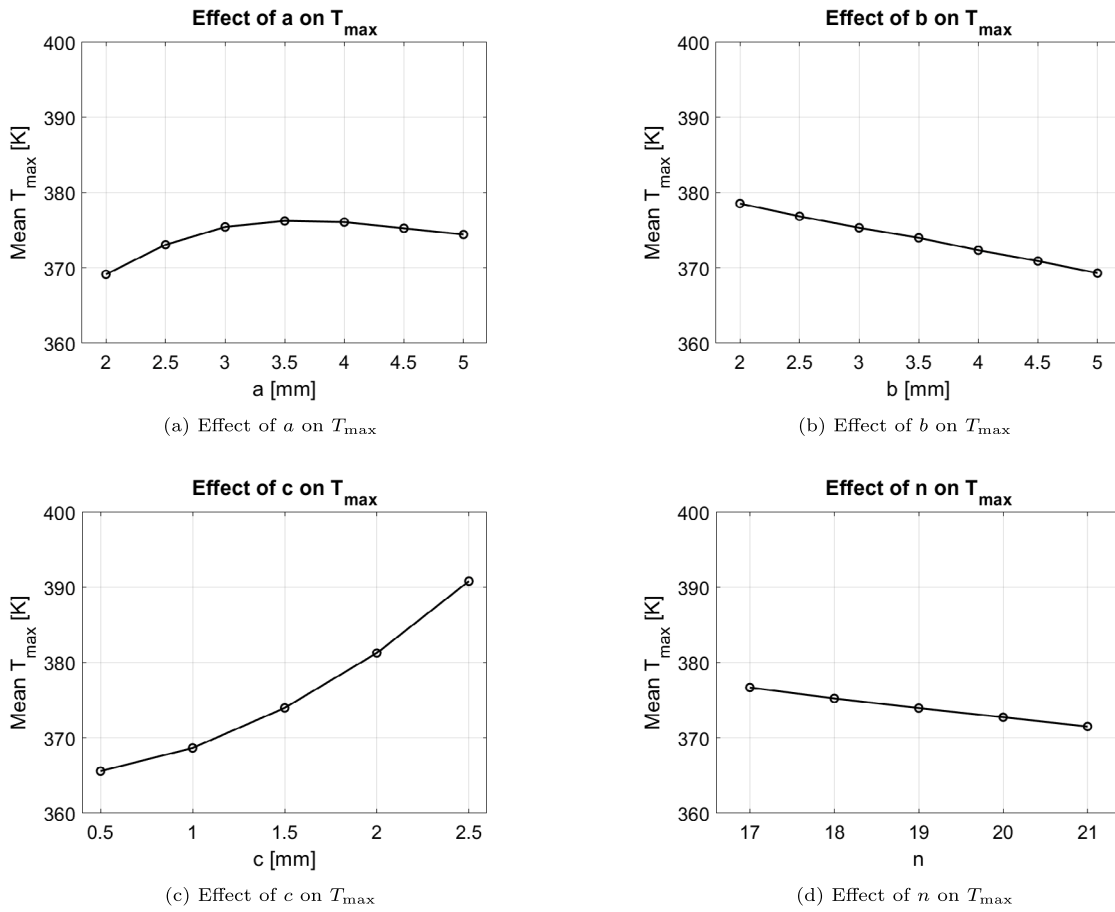 Effect of a on T_max
400
390
380
370
360
Mean T_max [K]
2 2.5 3 3.5 4 4.5 5
a [mm]
(a) Effect of a on T_max
Effect of b on T_max
400
390
380
370
360
Mean T_max [K]
2 2.5 3 3.5 4 4.5 5
b [mm]
(b) Effect of b on T_max
Effect of c on T_max
400
390
380
370
360
Mean T_max [K]
0.5 1 1.5 2 2.5
c [mm]
(c) Effect of c on T_max
Effect of n on T_max
400
390
380
370
360
Mean T_max [K]
17 18 19 20 21
n
(d) Effect of n on T_max